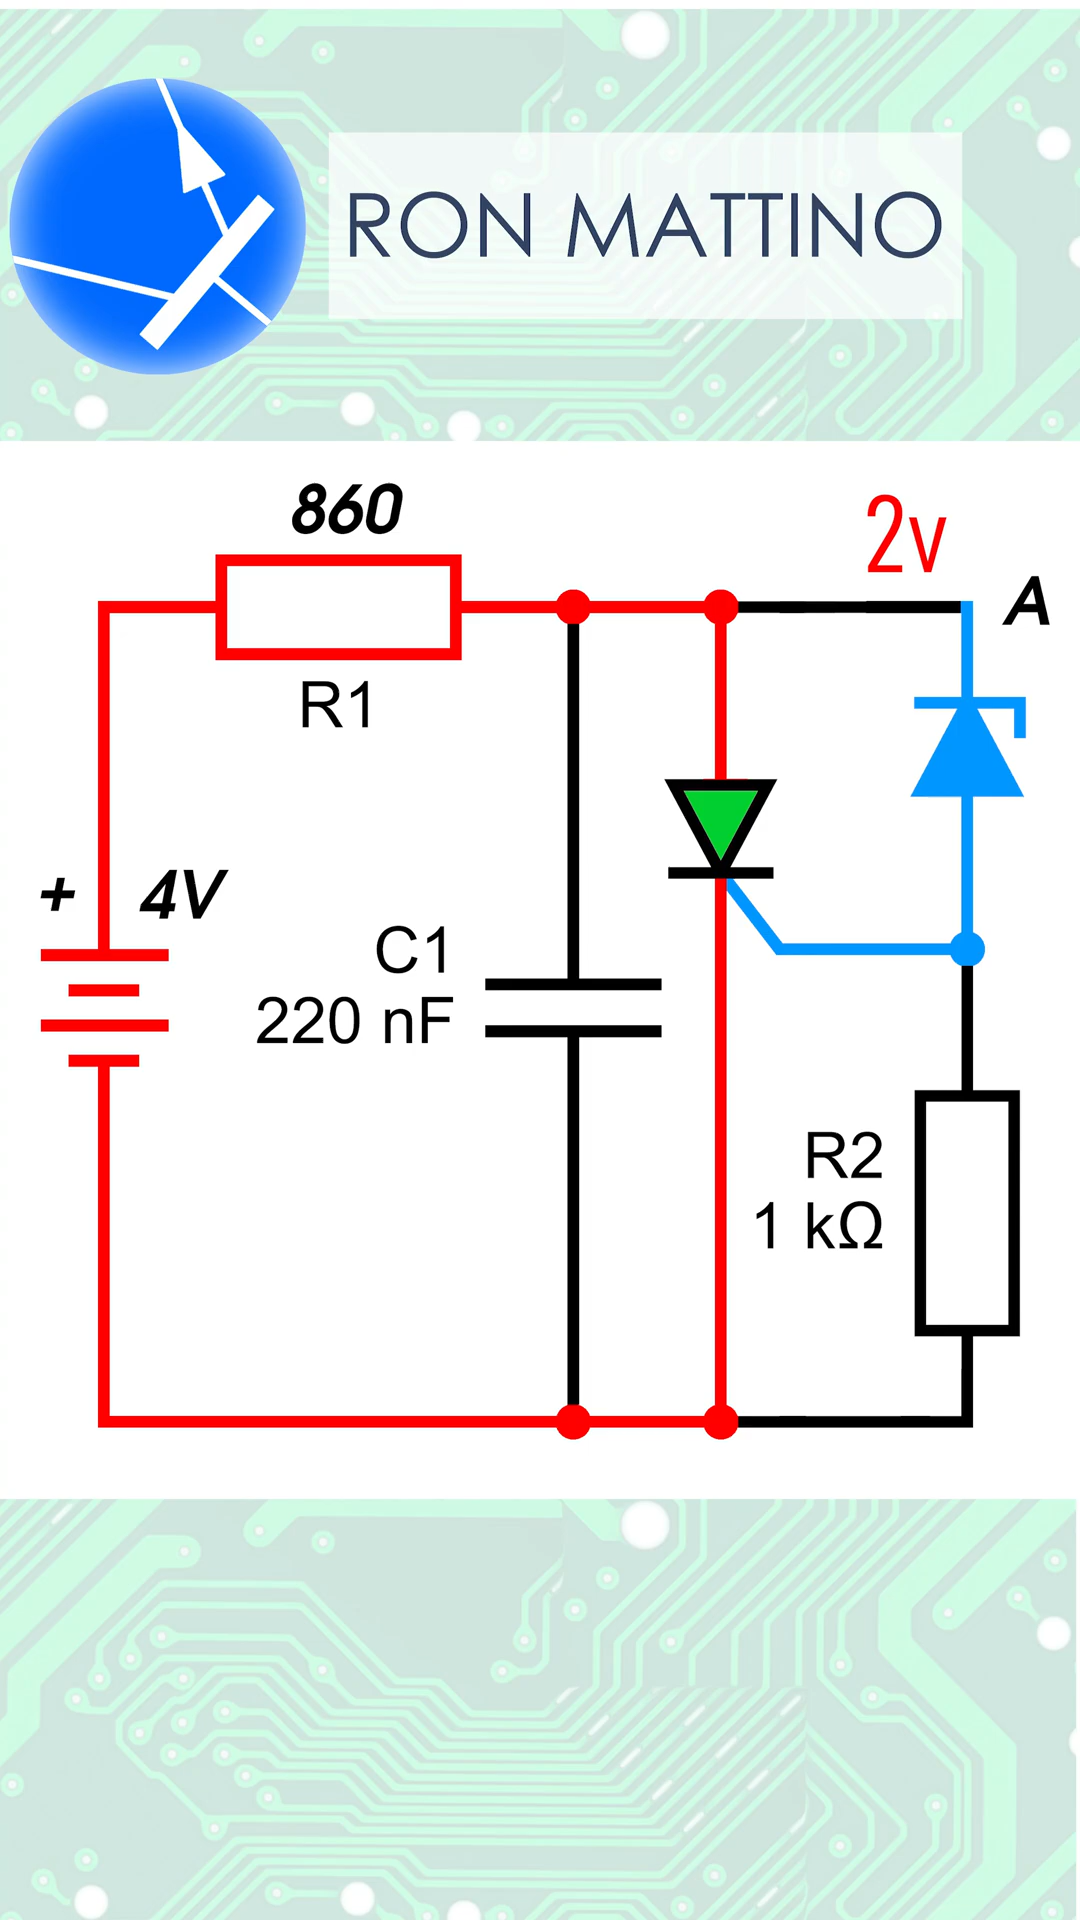 RON MATTINO
860
2v
A
R1
+ 4V
C1
220 nF
R2
1 kΩ